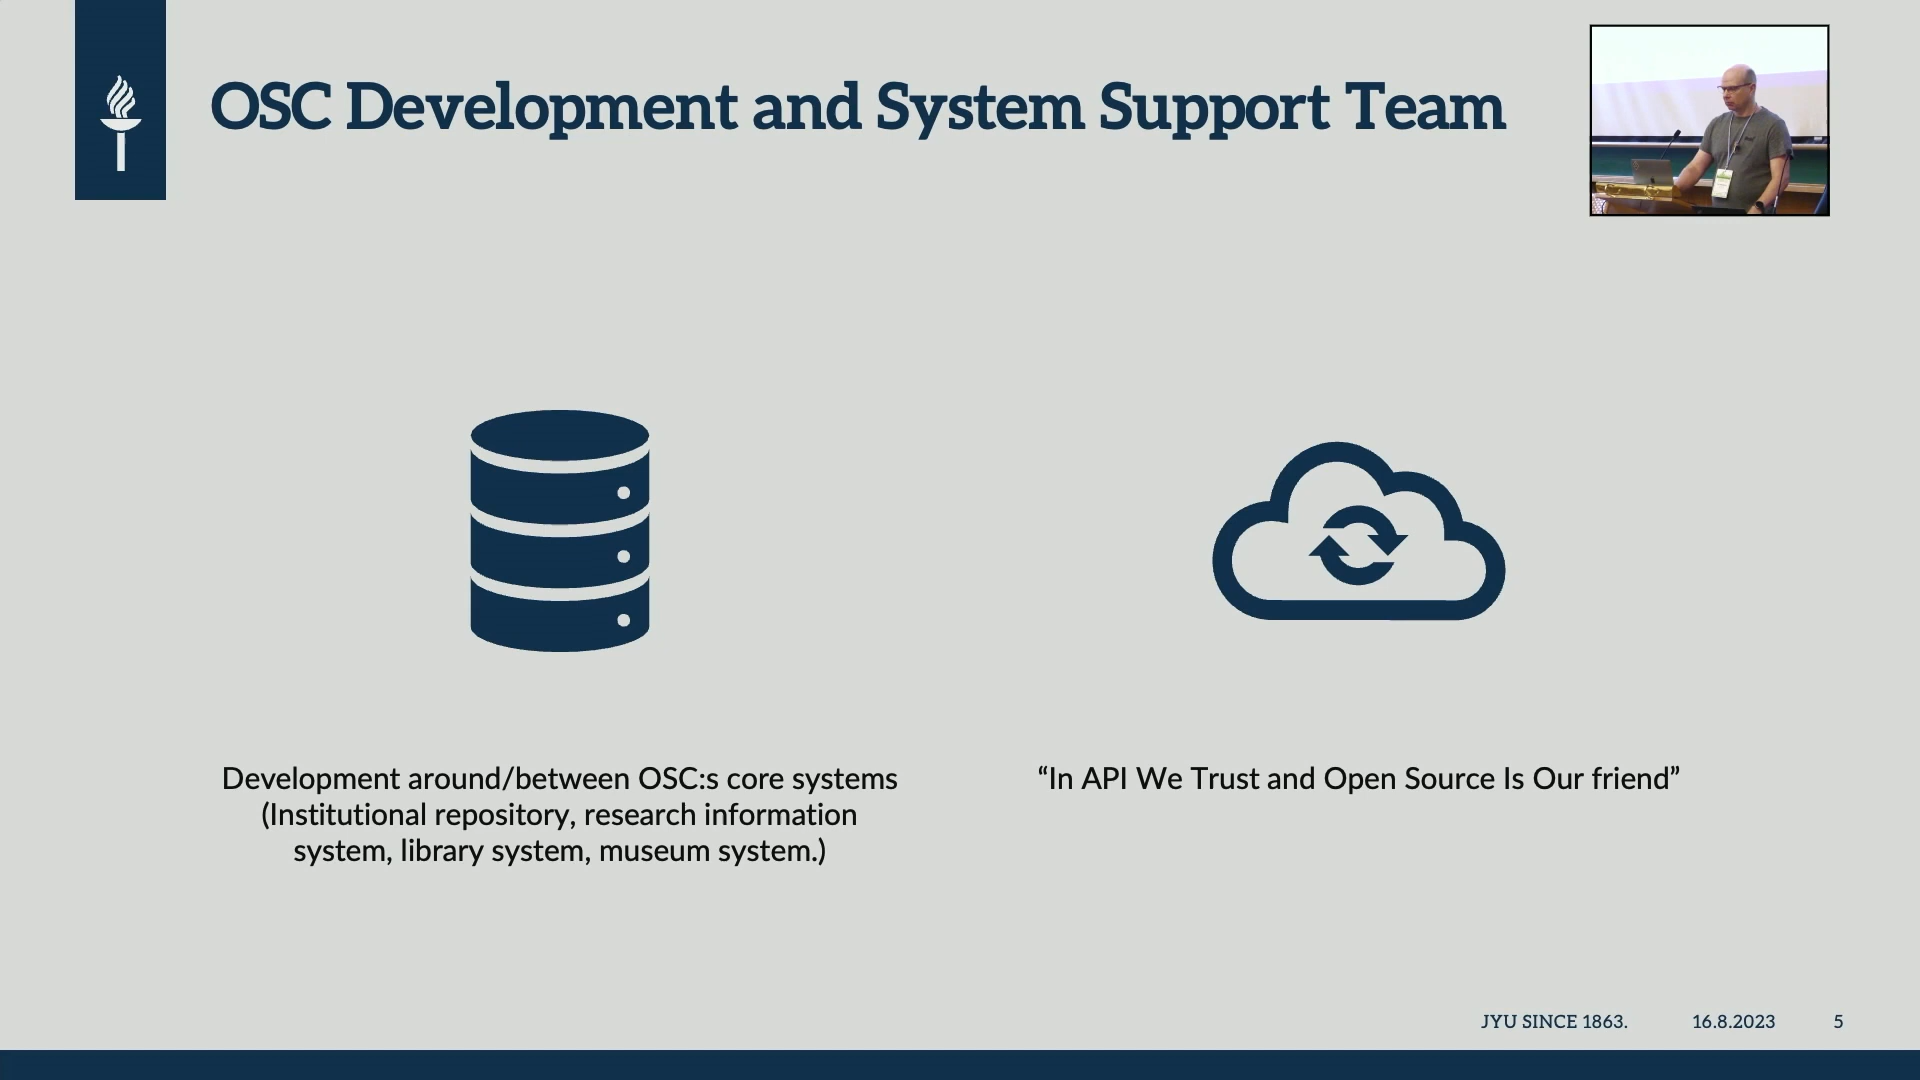 OSC Development and System Support Team
Development around/between OSC:s core systems
(Institutional repository, research information
system, library system, museum system.)
“In API We Trust and Open Source Is Our friend”
JYU SINCE 1863.
16.8.2023
5